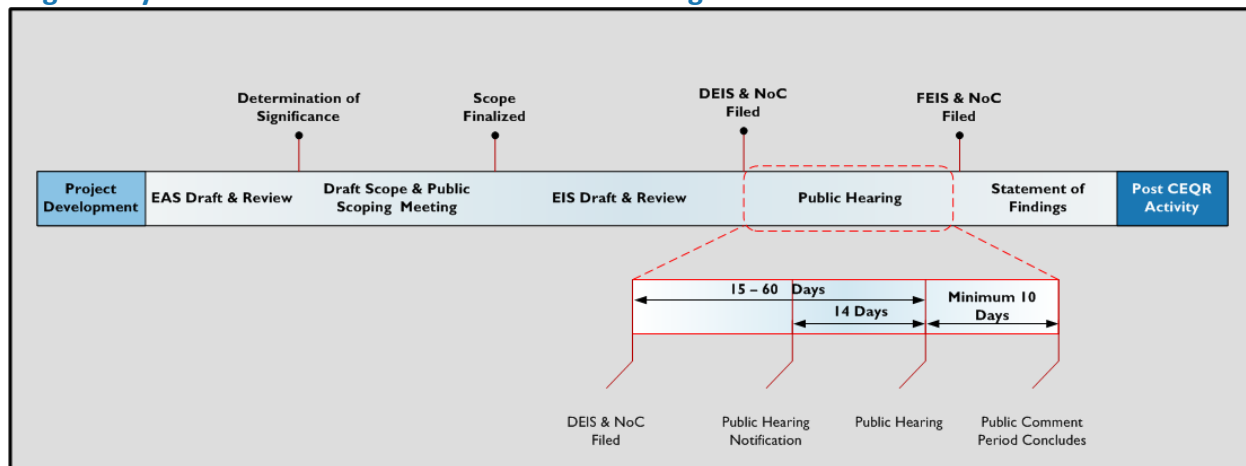 Determination of
Significance
Scope
Finalized
DEIS & NoC
Filed
FEIS & NoC
Filed
Project
Development
EAS Draft & Review
Draft Scope & Public
Scoping Meeting
EIS Draft & Review
Public Hearing
Statement of
Findings
Post CEQR
Activity
15 – 60 Days
14 Days
Minimum 10
Days
DEIS & NoC
Filed
Public Hearing
Notification
Public Hearing
Public Comment
Period Concludes